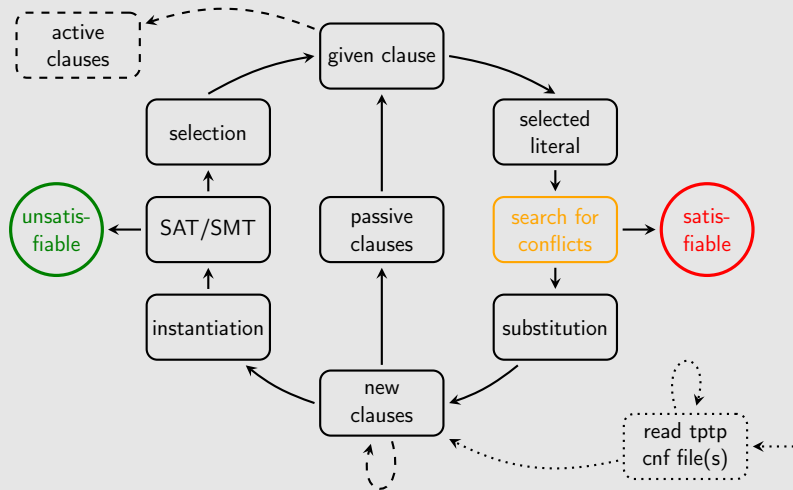 active
clauses
given clause
selection
selected
literal
unsatis-
fiable
SAT/SMT
passive
clauses
search for
conflicts
satis-
fiable
instantiation
substitution
new
clauses
read tptp
cnf file(s)